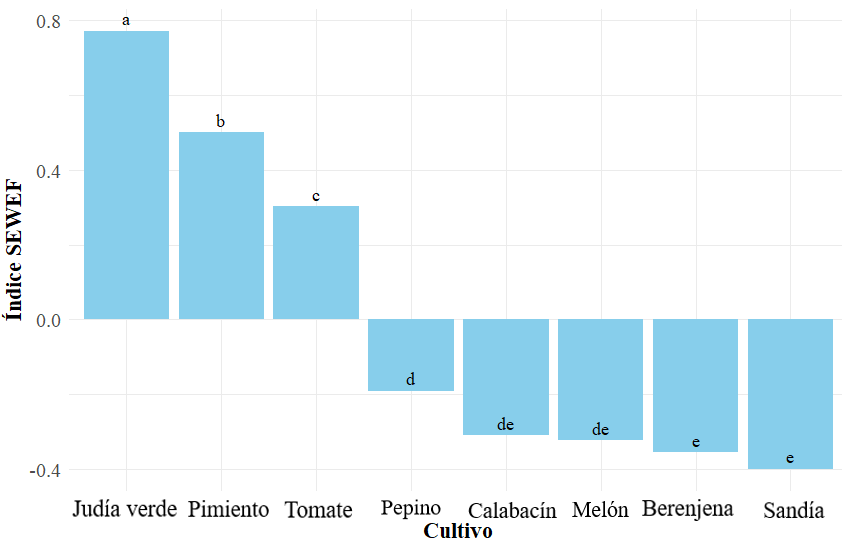 Índice SEWEF
0.8
0.4
0.0
-0.4
a
b
c
d
de
de
e
e
Judía verde Pimiento Tomate Pepino Calabacín Melón Berenjena Sandía
Cultivo